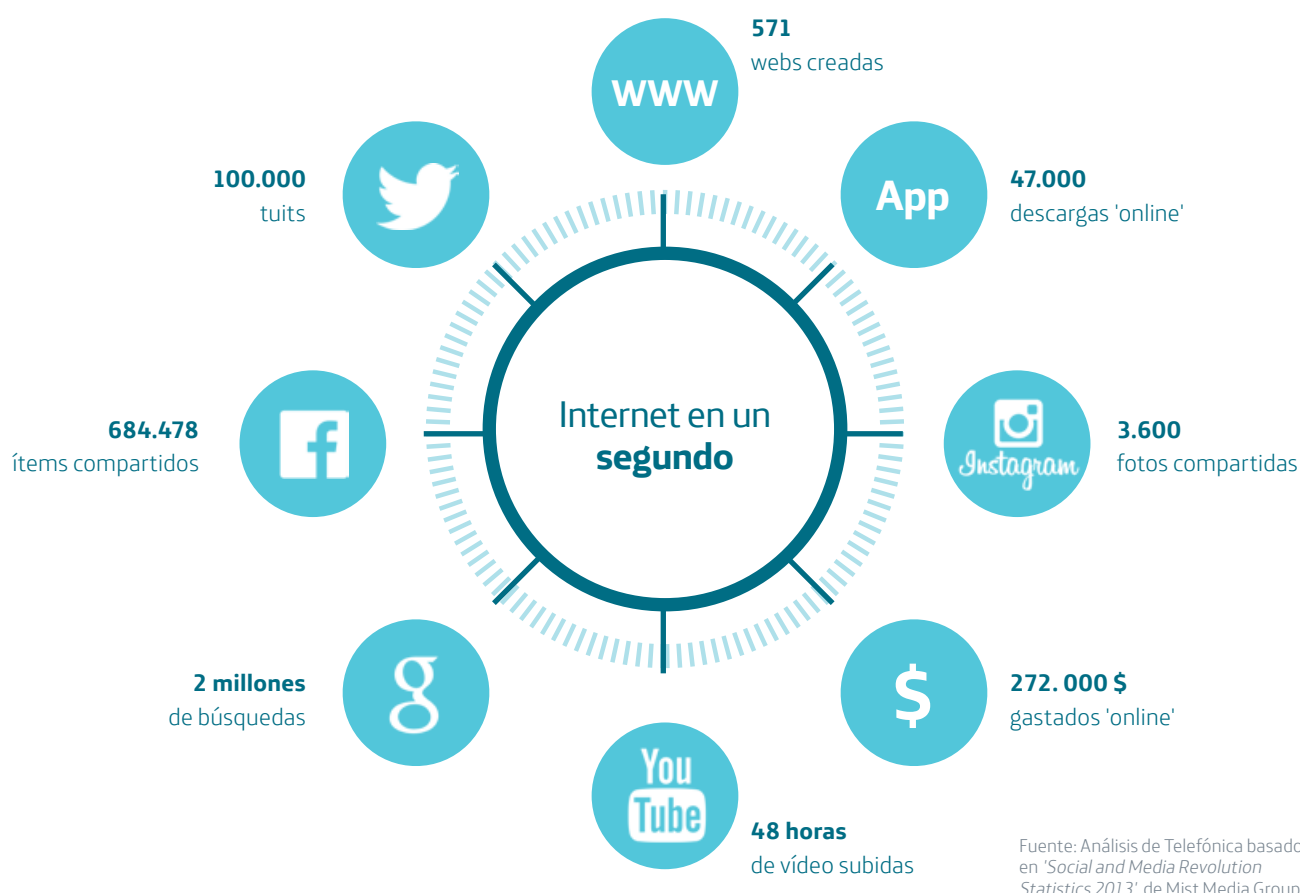 571
webs creadas
www
100.000
tuits
App
47.000
descargas 'online'
Internet en un
segundo
684.478
ítems compartidos
f
Instagram
3.600
fotos compartidas
2 millones
de búsquedas
g
$
272. 000 $
gastados 'online'
You
Tube
48 horas
de vídeo subidas
Fuente: Análisis de Telefónica basado
en 'Social and Media Revolution
Statistics 2013', de Mist Media Group